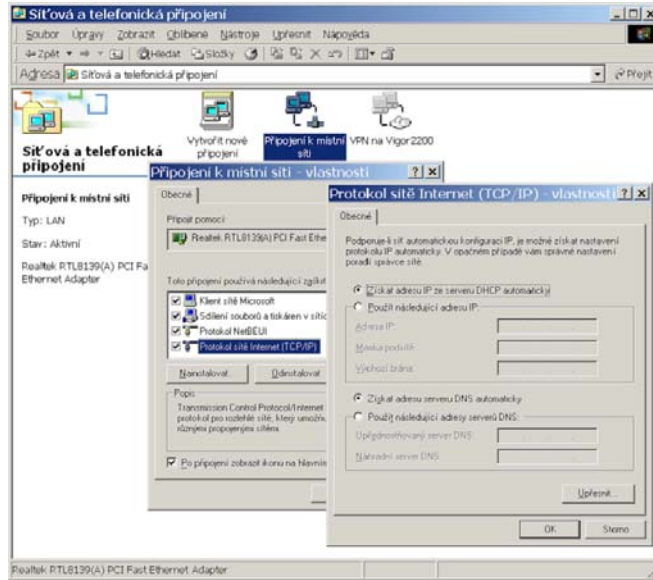 Síťová a telefonická připojení
Soubor Úpravy Zobrazit Oblíbené Nástroje Upřesnit Nápověda
Zpět Hledat Složky
Adresa Síťová a telefonická připojení Přejít
Síťová a telefonická připojení
Připojení k místní síti
Typ: LAN
Stav: Aktivní
Realtek RTL8139(A) PCI Fa
Ethernet Adapter
Vytvořit nové připojení
Připojení k místní síti
VPN na Vigor 2200
Připojení k místní síti - vlastnosti
Obecné
Připojit pomocí
Realtek RTL8139(A) PCI Fast Ethe
Toto připojení používá následující zaškrt
Klient sítě Microsoft
Sdílení souborů a tiskáren v sítíc
Protokol NetBEUI
Protokol sítě Internet (TCP/IP)
Nainstalovat...
Odinstalovat
Popis
Transmission Control Protocol/Internet
protokol pro rozlehlé sítě, který umožňu
různými propojenými sítěmi.
Po připojení zobrazit ikonu na hlavním
Protokol sítě Internet (TCP/IP) - vlastnosti
Obecné
Podporuje-li síť automatickou konfiguraci IP, je možné získat nastavení
protokolu IP automaticky. V opačném případě vám správné nastavení
poradí správce sítě.
Získat adresu IP ze serveru DHCP automaticky
Použít následující adresu IP:
Adresa IP:
Maska podsítě:
Výchozí brána:
Získat adresu serveru DNS automaticky
Použít následující adresy serverů DNS:
Upřednostňovaný server DNS:
Náhradní server DNS:
Upřesnit...
OK
Storno
Realtek RTL8139(A) PCI Fast Ethernet Adapter